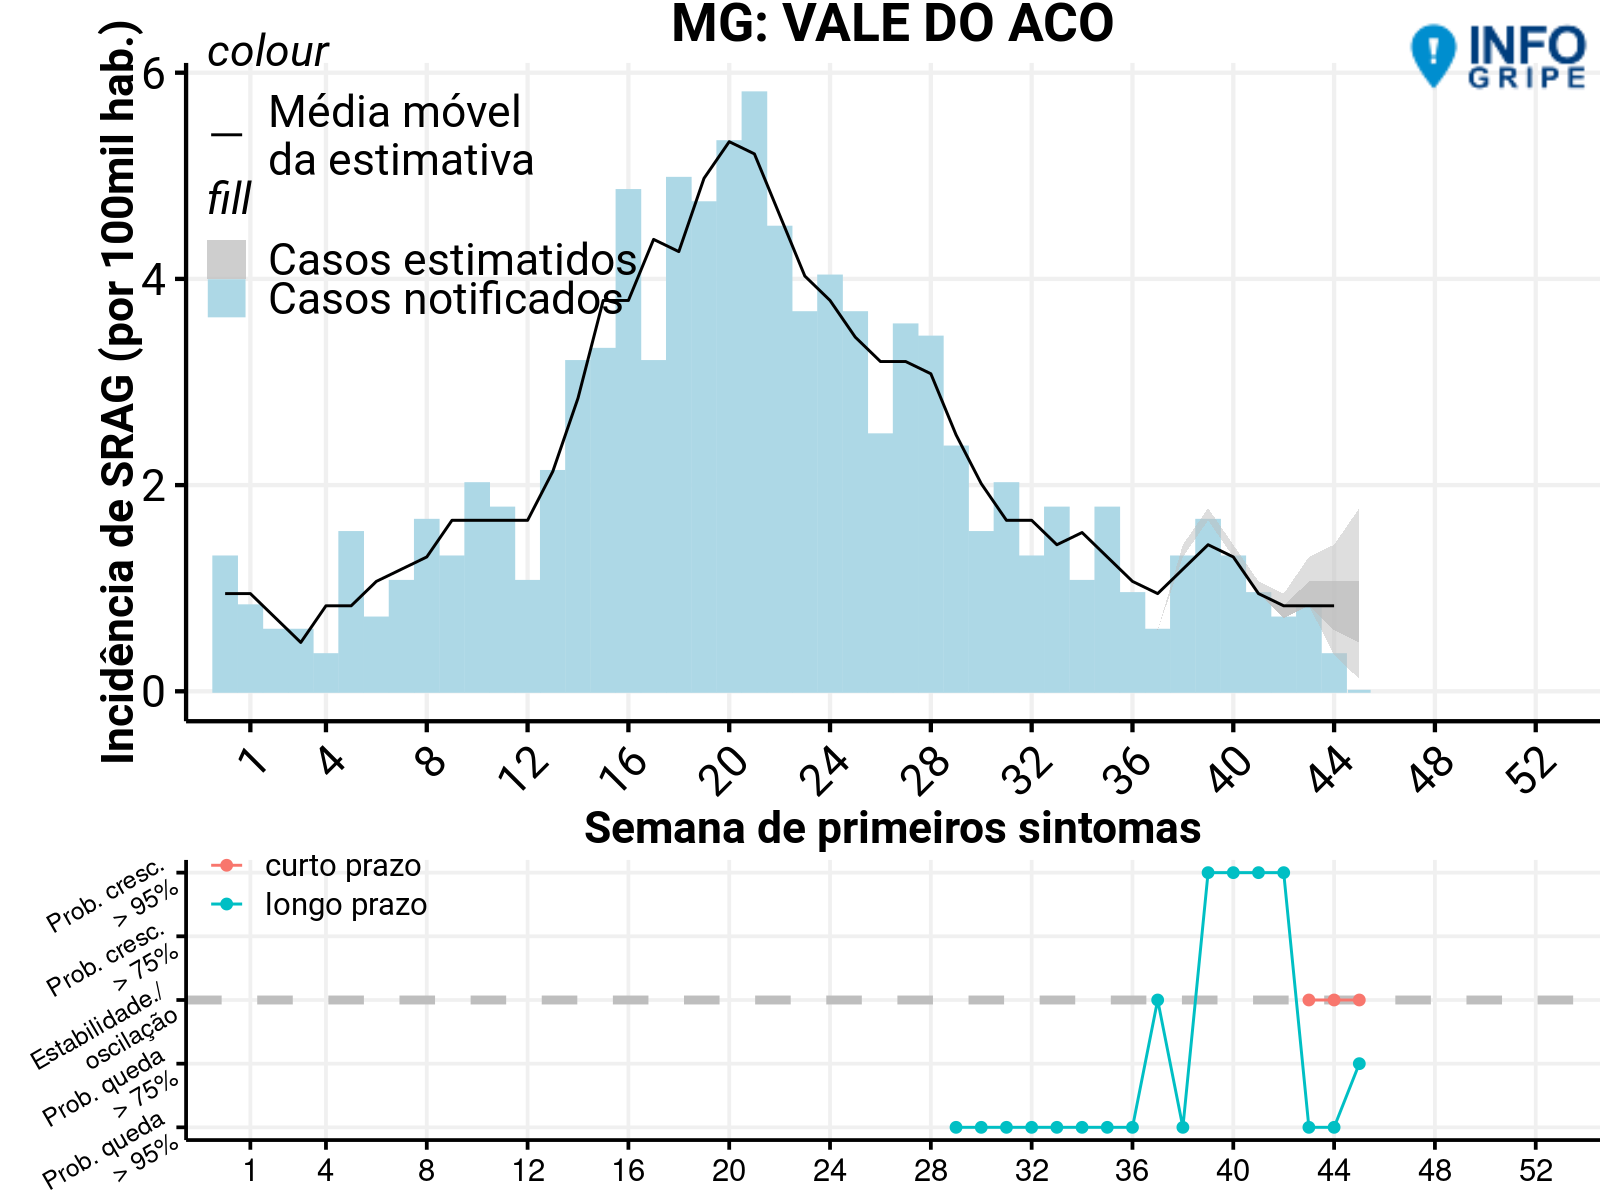 MG: VALE DO ACO
INFO
GRIPE
Incidência de SRAG (por 100mil hab.)
colour
Média móvel
da estimativa
fill
Casos estimatidos
Casos notificados
6
4
2
0
1 4 8 12 16 20 24 28 32 36 40 44 48 52
Semana de primeiros sintomas
curto prazo
longo prazo
Prob. cresc.
> 95%
Prob. cresc.
> 75%
Estabilidade./
oscilação
Prob. queda
> 75%
Prob. queda
> 95%
1 4 8 12 16 20 24 28 32 36 40 44 48 52